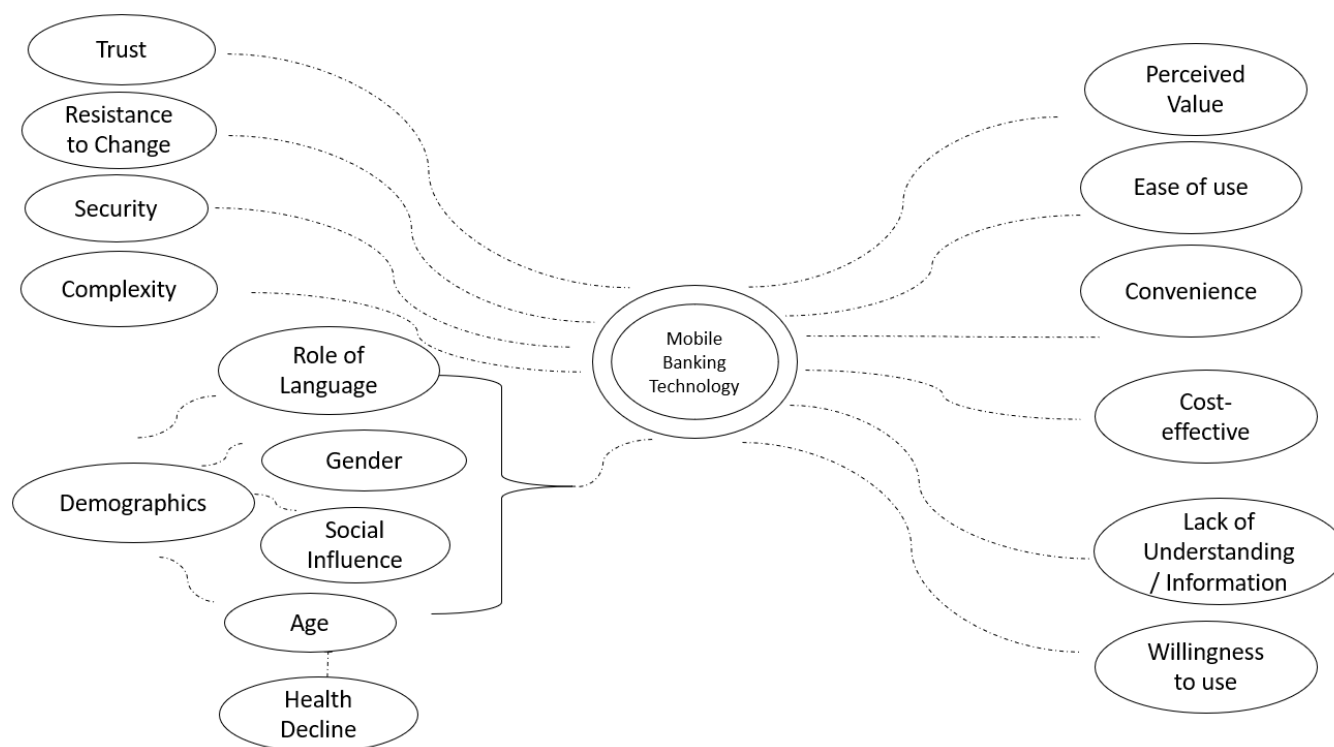 Trust
Resistance
to Change
Security
Complexity
Role of
Language
Gender
Demographics
Social
Influence
Age
Health
Decline
Mobile
Banking
Technology
Perceived
Value
Ease of use
Convenience
Cost-
effective
Lack of
Understanding
/ Information
Willingness
to use